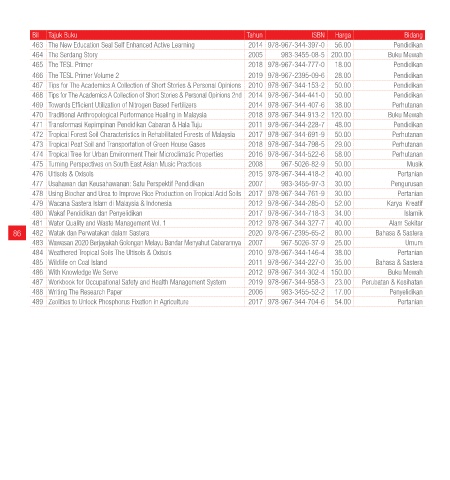 Bil Tajuk Buku Tahun ISBN Harga Bidang
463 The New Education Seal Self Enhanced Active Learning 2014 978-967-344-397-0 56.00 Pendidikan
464 The Serdang Story 2005 983-3455-08-5 200.00 Buku Mewah
465 The TESL Primer 2018 978-967-344-777-0 18.00 Pendidikan
466 The TESL Primer Volume 2 2019 978-967-2395-09-6 28.00 Pendidikan
467 Tips for The Academics A Collection of Short Stories & Personal Opinions 2010 978-967-344-153-2 50.00 Pendidikan
468 Tips for The Academics A Collection of Short Stories & Personal Opinions 2nd 2014 978-967-344-441-0 50.00 Pendidikan
469 Towards Efficient Utilization of Nitrogen Based Fertilizers 2014 978-967-344-407-6 38.00 Perhutanan
470 Traditional Anthropological Performance Healing in Malaysia 2018 978-967-344-913-2 120.00 Buku Mewah
471 Transformasi Kepimpinan Pendidikan Cabaran & Hala Tuju 2011 978-967-344-228-7 48.00 Pendidikan
472 Tropical Forest Soil Characteristics In Rehabilitated Forests of Malaysia 2017 978-967-344-691-9 50.00 Perhutanan
473 Tropical Peat Soil and Transportation of Green House Gases 2018 978-967-344-798-5 29.00 Perhutanan
474 Tropical Tree for Urban Environment Their Microclimatic Properties 2016 978-967-344-522-6 58.00 Perhutanan
475 Turning Perspectives on South East Asian Music Practices 2008 967-5026-82-9 50.00 Musik
476 Ultisols & Oxisols 2015 978-967-344-418-2 40.00 Pertanian
477 Usahawan dan Keusahawanan: Satu Perspektif Pendidikan 2007 983-3455-97-3 30.00 Pengurusan
478 Using Biochar and Urea to Improve Rice Production on Tropical Acid Soils 2017 978-967-344-761-9 30.00 Pertanian
479 Wacana Sastera Islam di Malaysia & Indonesia 2012 978-967-344-285-0 52.00 Karya Kreatif
480 Wakaf Pendidikan dan Penyelidikan 2017 978-967-344-718-3 34.00 Islamik
481 Water Quality and Waste Management Vol. 1 2012 978-967-344-327-7 40.00 Alam Sekitar
86 482 Watak dan Perwatakan dalam Sastera 2020 978-967-2395-65-2 80.00 Bahasa & Sastera
483 Wawasan 2020 Berjayakah Golongan Melayu Bandar Menyahut Cabarannya 2007 967-5026-37-9 25.00 Umum
484 Weathered Tropical Soils The Ultisols & Oxisols 2010 978-967-344-146-4 38.00 Pertanian
485 Wildlife on Coal Island 2011 978-967-344-227-0 35.00 Bahasa & Sastera
486 With Knowledge We Serve 2012 978-967-344-302-4 150.00 Buku Mewah
487 Workbook for Occupational Safety and Health Management System 2019 978-967-344-958-3 23.00 Perubatan & Kesihatan
488 Writing The Research Paper 2006 983-3455-52-2 17.00 Penyelidikan
489 Zeolites to Unlock Phosphorus Fixation in Agriculture 2017 978-967-344-704-6 54.00 Pertanian